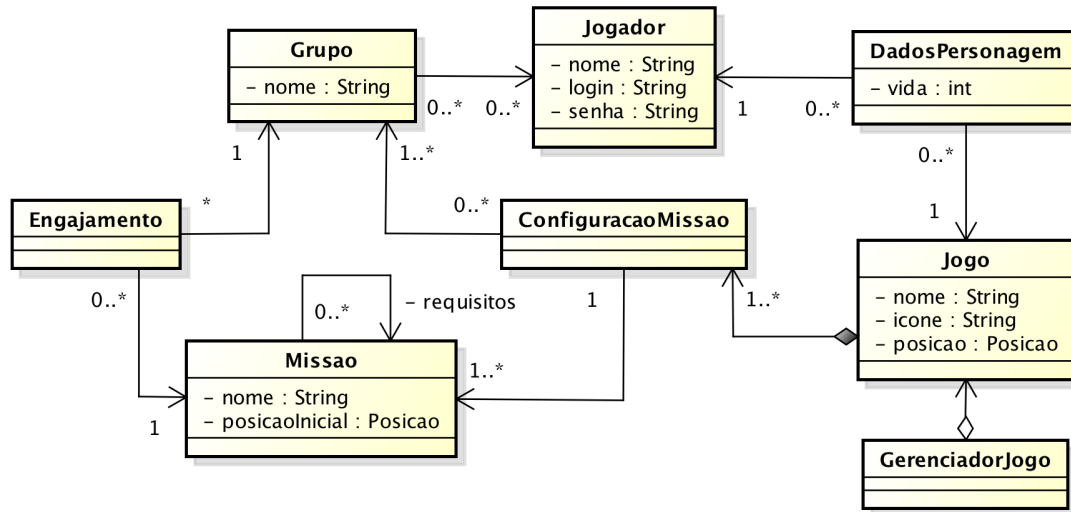 Grupo
- nome : String
Jogador
- nome : String
- login : String
- senha : String
DadosPersonagem
- vida : int
0..*
0..*
1
0..*
1
1..*
0..*
1
Engajamento
*
0..*
ConfiguracaoMissao
Jogo
- nome : String
- icone : String
- posicao : Posicao
0..*
0..*
- requisitos
1
1..*
Missao
- nome : String
- posicaoInicial : Posicao
1..*
1
GerenciadorJogo